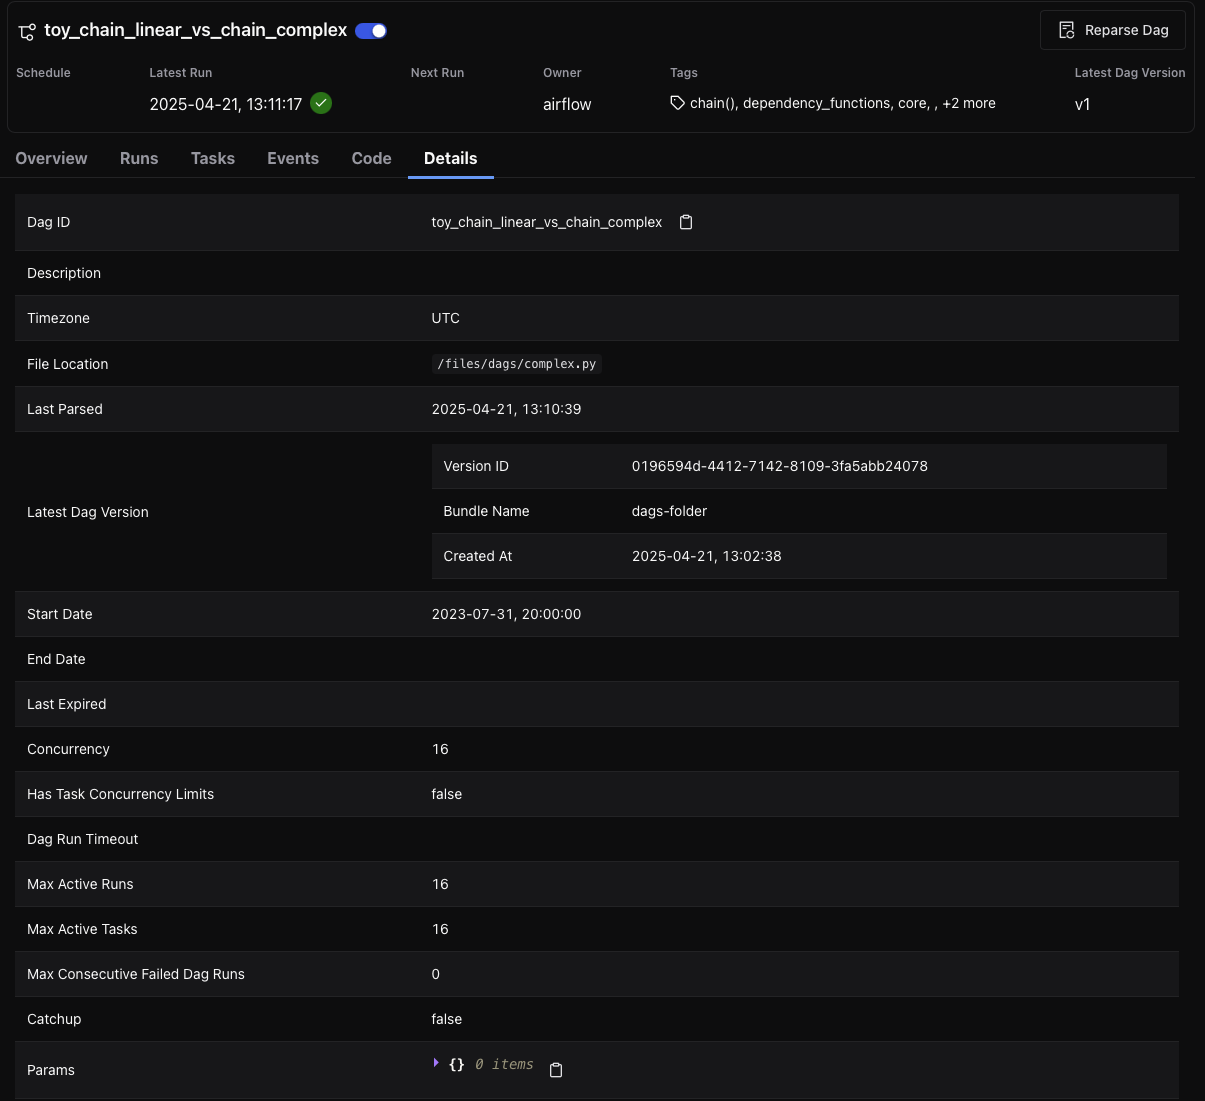 toy_chain_linear_vs_chain_complex
Reparse Dag
Schedule Latest Run Next Run Owner Tags Latest Dag Version
2025-04-21, 13:11:17 airflow chain(), dependency_functions, core, , +2 more v1
Overview Runs Tasks Events Code Details
Dag ID toy_chain_linear_vs_chain_complex
Description
Timezone UTC
File Location /files/dags/complex.py
Last Parsed 2025-04-21, 13:10:39
Latest Dag Version
Version ID 0196594d-4412-7142-8109-3fa5abb24078
Bundle Name dags-folder
Created At 2025-04-21, 13:02:38
Start Date 2023-07-31, 20:00:00
End Date
Last Expired
Concurrency 16
Has Task Concurrency Limits false
Dag Run Timeout
Max Active Runs 16
Max Active Tasks 16
Max Consecutive Failed Dag Runs 0
Catchup false
Params {} 0 items